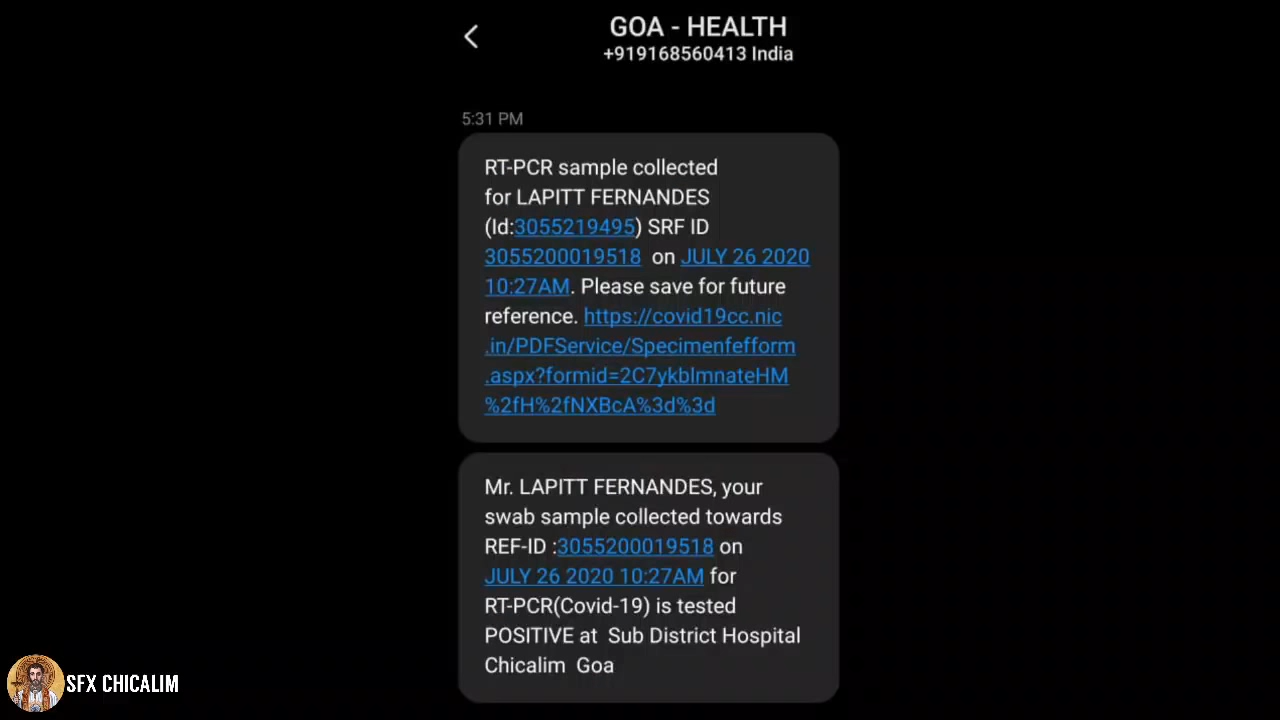 GOA - HEALTH
+919168560413 India
5:31 PM
RT-PCR sample collected
for LAPITT FERNANDES
(Id:3055219495) SRF ID
3055200019518 on JULY 26 2020
10:27AM. Please save for future
reference. https://covid19cc.nic
.in/PDFService/Specimenfefform
.aspx?formid=2C7ykblmnateHM
%2fH%2fNXBcA%3d%3d
Mr. LAPITT FERNANDES, your
swab sample collected towards
REF-ID :3055200019518 on
JULY 26 2020 10:27AM for
RT-PCR(Covid-19) is tested
POSITIVE at Sub District Hospital
Chicalim Goa
SFX CHICALIM